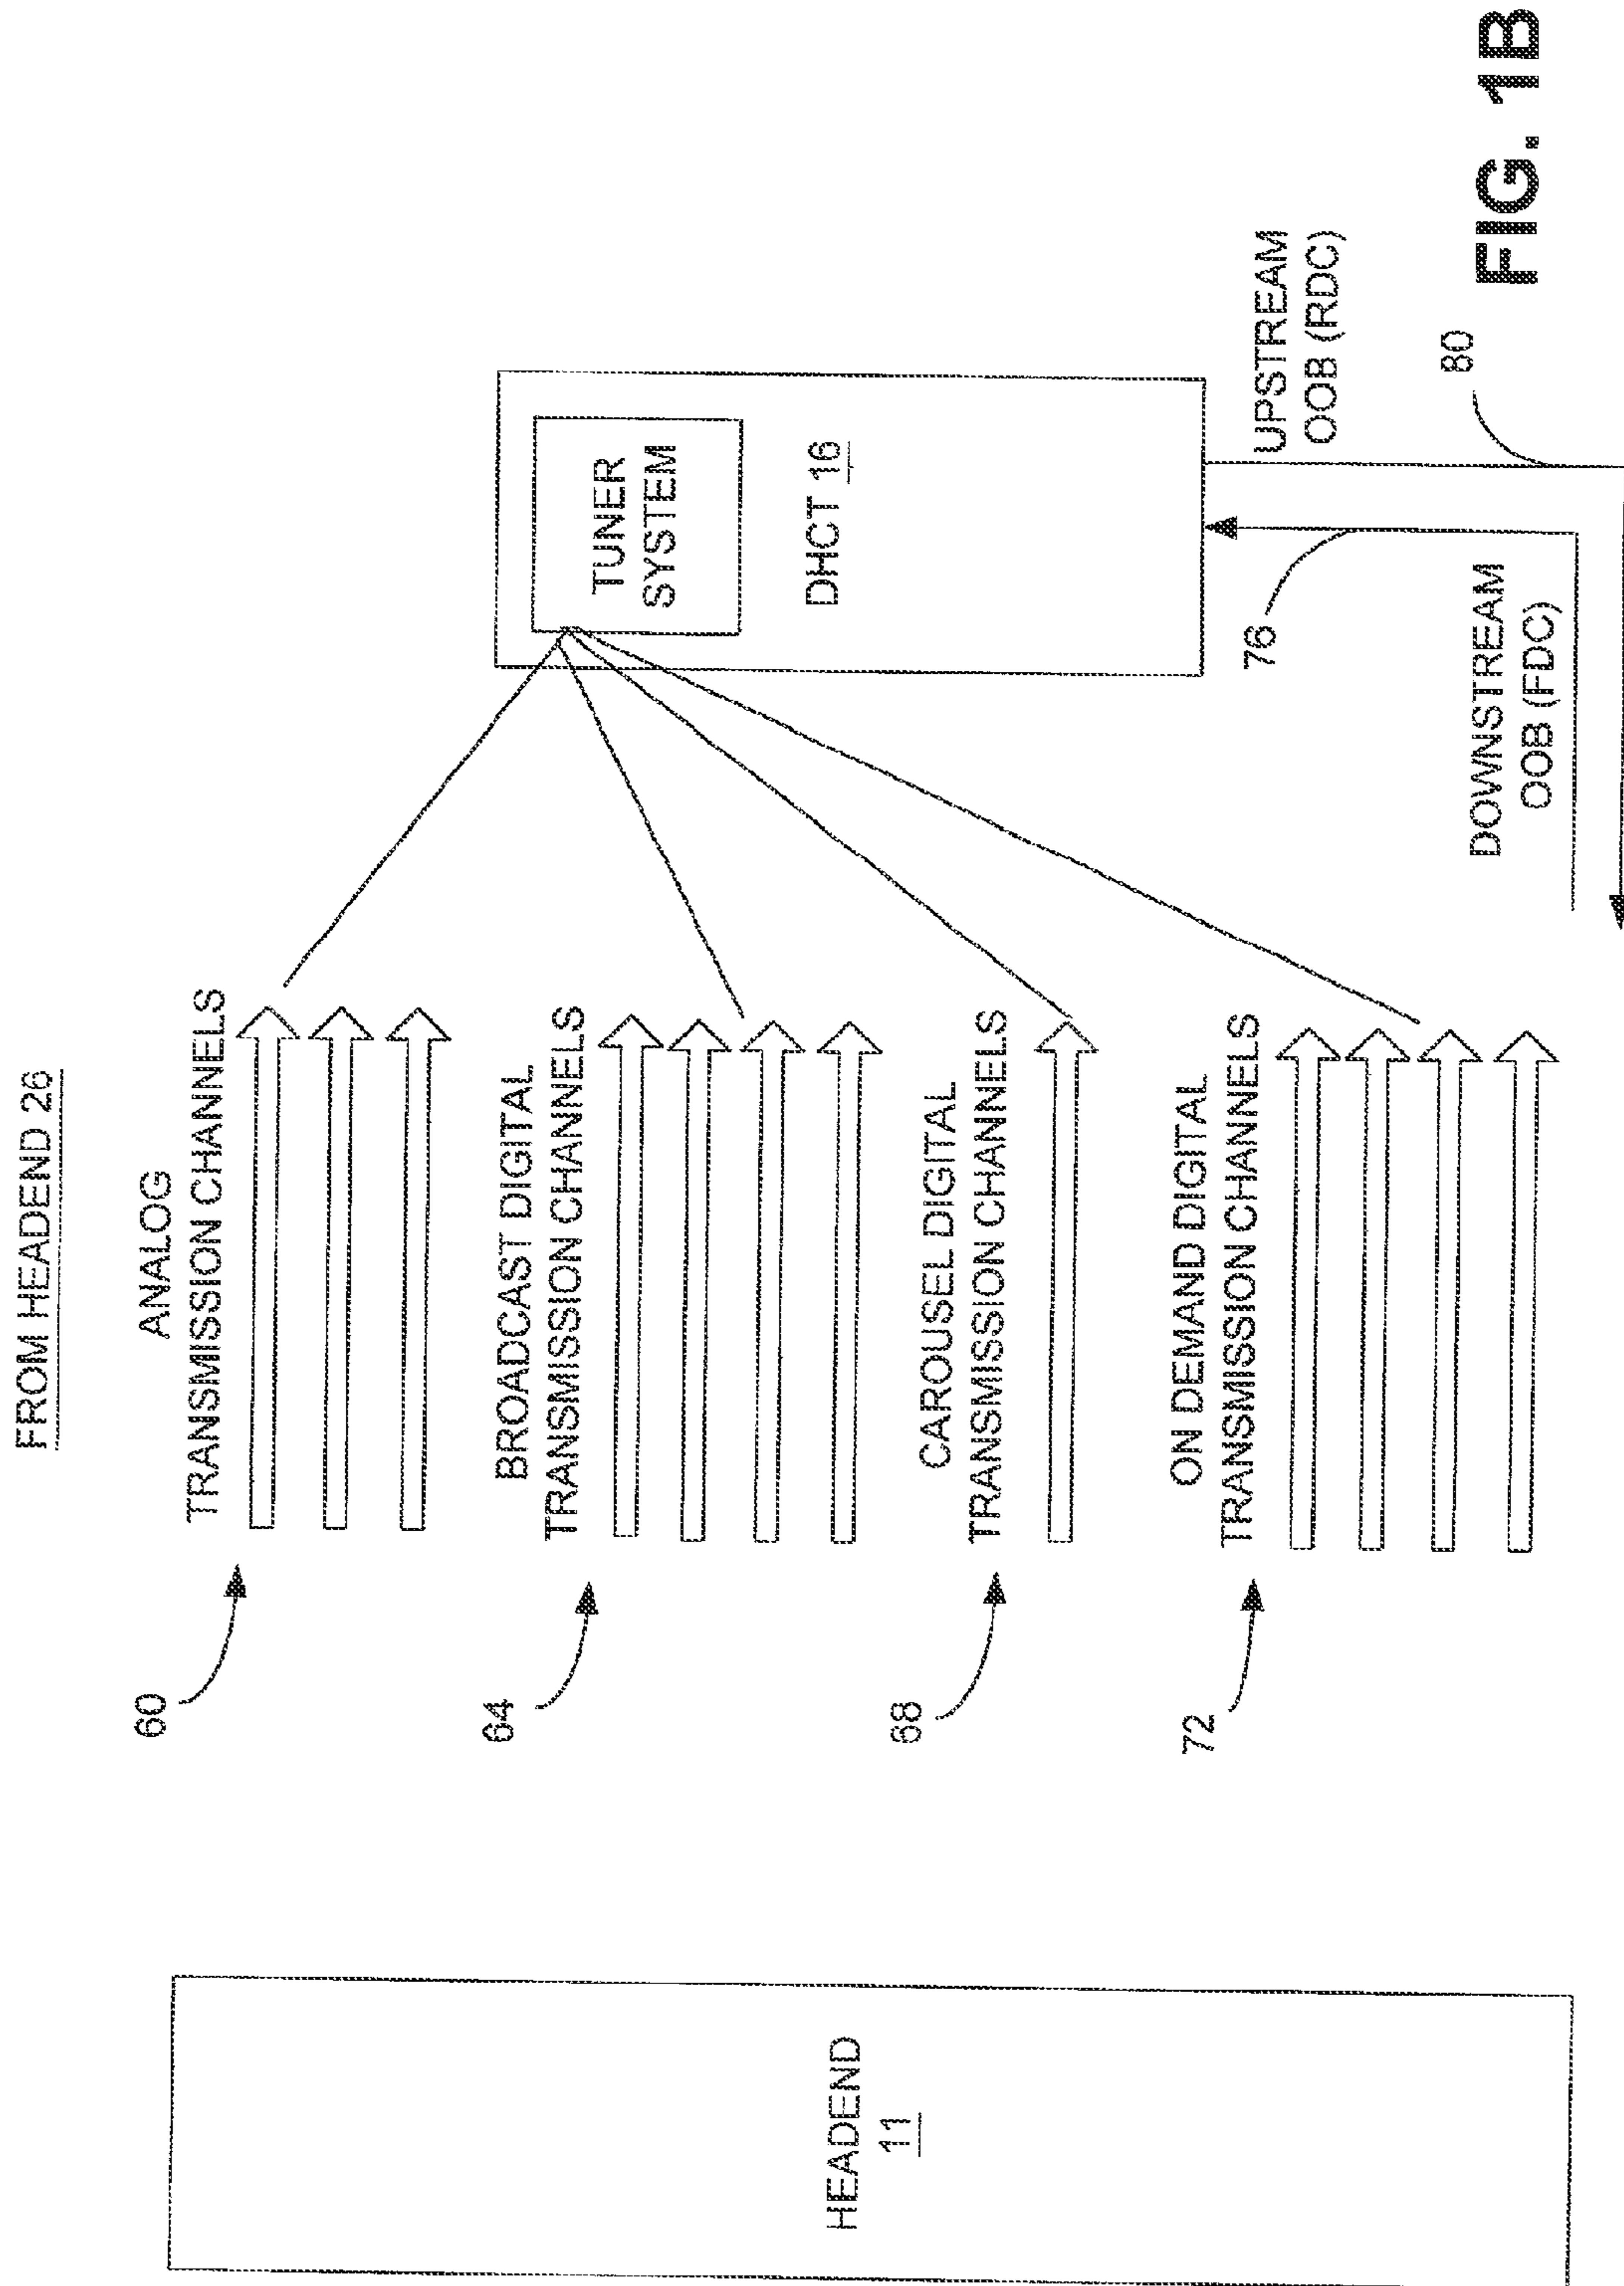 FROM HEADEND 26
60
ANALOG
TRANSMISSION CHANNELS
64
BROADCAST DIGITAL
TRANSMISSION CHANNELS
68
CAROUSEL DIGITAL
TRANSMISSION CHANNELS
72
ON DEMAND DIGITAL
TRANSMISSION CHANNELS
HEADEND
11
TUNER
SYSTEM
DHCT 16
76
UPSTREAM
OOB (RDC)
80
DOWNSTREAM
OOB (FDC)
FIG. 1B